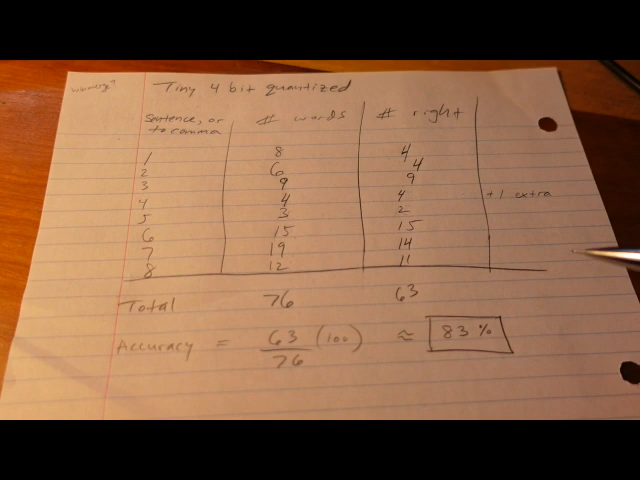 Tiny 4 bit quantized
Sentence, or # words # right
to comma
1 8 4
2 6 4
3 9 9
4 4 4 +1 extra
5 3 2
6 15 15
7 19 14
8 12 11
Total 76 63
Accuracy = 63/76 (100) ≈ 83%